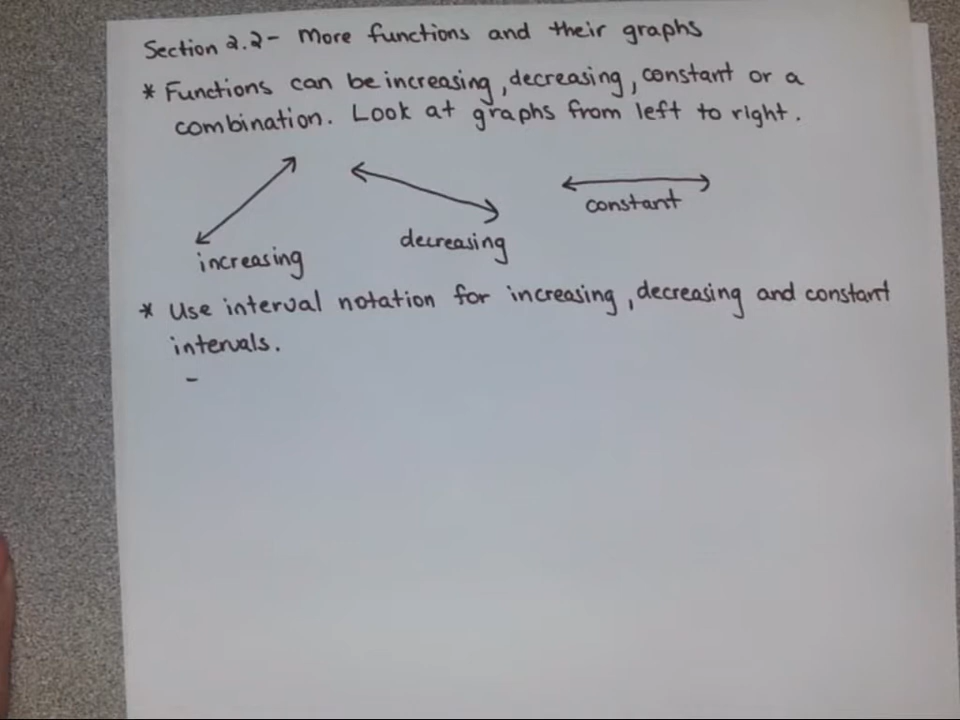 Section 2.2 - More functions and their graphs
* Functions can be increasing, decreasing, constant or a
combination. Look at graphs from left to right.
increasing
decreasing
constant
* Use interval notation for increasing, decreasing and constant
intervals.
-